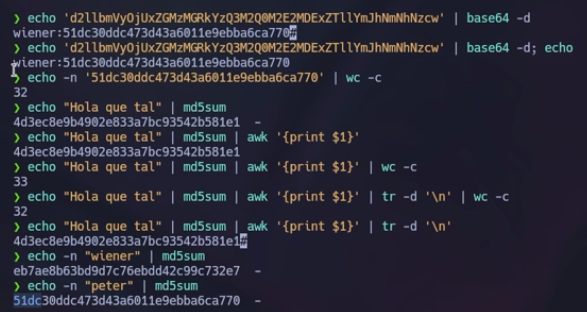 ❯ echo 'd2llbmVyOjUxZGMzMGRkYzQ3M2Q0M2E2MDExZTllYmJhNmNhNzcw' | base64 -d
wiener:51dc30ddc473d43a6011e9ebba6ca770#
❯ echo 'd2llbmVyOjUxZGMzMGRkYzQ3M2Q0M2E2MDExZTllYmJhNmNhNzcw' | base64 -d; echo
wiener:51dc30ddc473d43a6011e9ebba6ca770
❯ echo -n '51dc30ddc473d43a6011e9ebba6ca770' | wc -c
32
❯ echo "Hola que tal" | md5sum
4d3ec8e9b4902e833a7bc93542b581e1  -
❯ echo "Hola que tal" | md5sum | awk '{print $1}'
4d3ec8e9b4902e833a7bc93542b581e1
❯ echo "Hola que tal" | md5sum | awk '{print $1}' | wc -c
33
❯ echo "Hola que tal" | md5sum | awk '{print $1}' | tr -d '\n' | wc -c
32
❯ echo "Hola que tal" | md5sum | awk '{print $1}' | tr -d '\n'
4d3ec8e9b4902e833a7bc93542b581e1#
❯ echo -n "wiener" | md5sum
eb7ae8b63bd9d7c76ebdd42c99c732e7  -
❯ echo -n "peter" | md5sum
51dc30ddc473d43a6011e9ebba6ca770  -